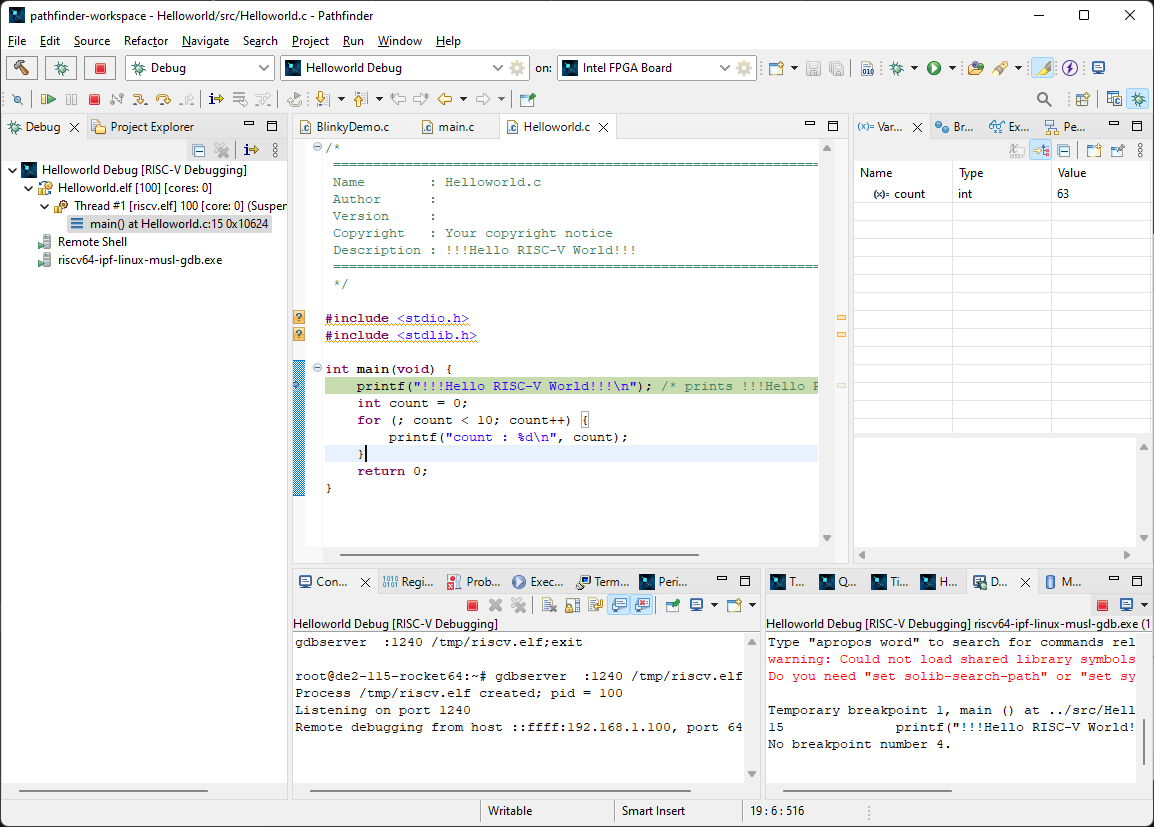 pathfinder-workspace - Helloworld/src/Helloworld.c - Pathfinder
File Edit Source Refactor Navigate Search Project Run Window Help
Debug Helloworld Debug on: Intel FPGA Board
Debug Project Explorer
Helloworld Debug [RISC-V Debugging]
Helloworld.elf [100] [cores: 0]
Thread #1 [riscv.elf] 100 [core: 0] (Suspen
main() at Helloworld.c:15 0x10624
Remote Shell
riscv64-ipf-linux-musl-gdb.exe
BlinkyDemo.c main.c Helloworld.c
/*
============================================================
Name : Helloworld.c
Author :
Version :
Copyright : Your copyright notice
Description : !!!Hello RISC-V World!!!
============================================================
*/
#include <stdio.h>
#include <stdlib.h>
int main(void) {
printf("!!!Hello RISC-V World!!!\n"); /* prints !!!Hello R
int count = 0;
for (; count < 10; count++) {
printf("count : %d\n", count);
}
return 0;
}
(x)= Var... Br... Ex... Pe...
Name Type Value
(x)= count int 63
Con... Regi... Prob... Exec... Term... Peri...
Helloworld Debug [RISC-V Debugging]
gdbserver :1240 /tmp/riscv.elf;exit
root@de2-115-rocket64:~# gdbserver :1240 /tmp/riscv.elf
Process /tmp/riscv.elf created; pid = 100
Listening on port 1240
Remote debugging from host ::ffff:192.168.1.100, port 64
T... Q... Ti... H... D... M...
Helloworld Debug [RISC-V Debugging] riscv64-ipf-linux-musl-gdb.exe (1
Type "apropos word" to search for commands rel
warning: Could not load shared library symbols
Do you need "set solib-search-path" or "set sy
Temporary breakpoint 1, main () at ../src/Hell
15 printf("!!!Hello RISC-V World!
No breakpoint number 4.
Writable Smart Insert 19 : 6 : 516